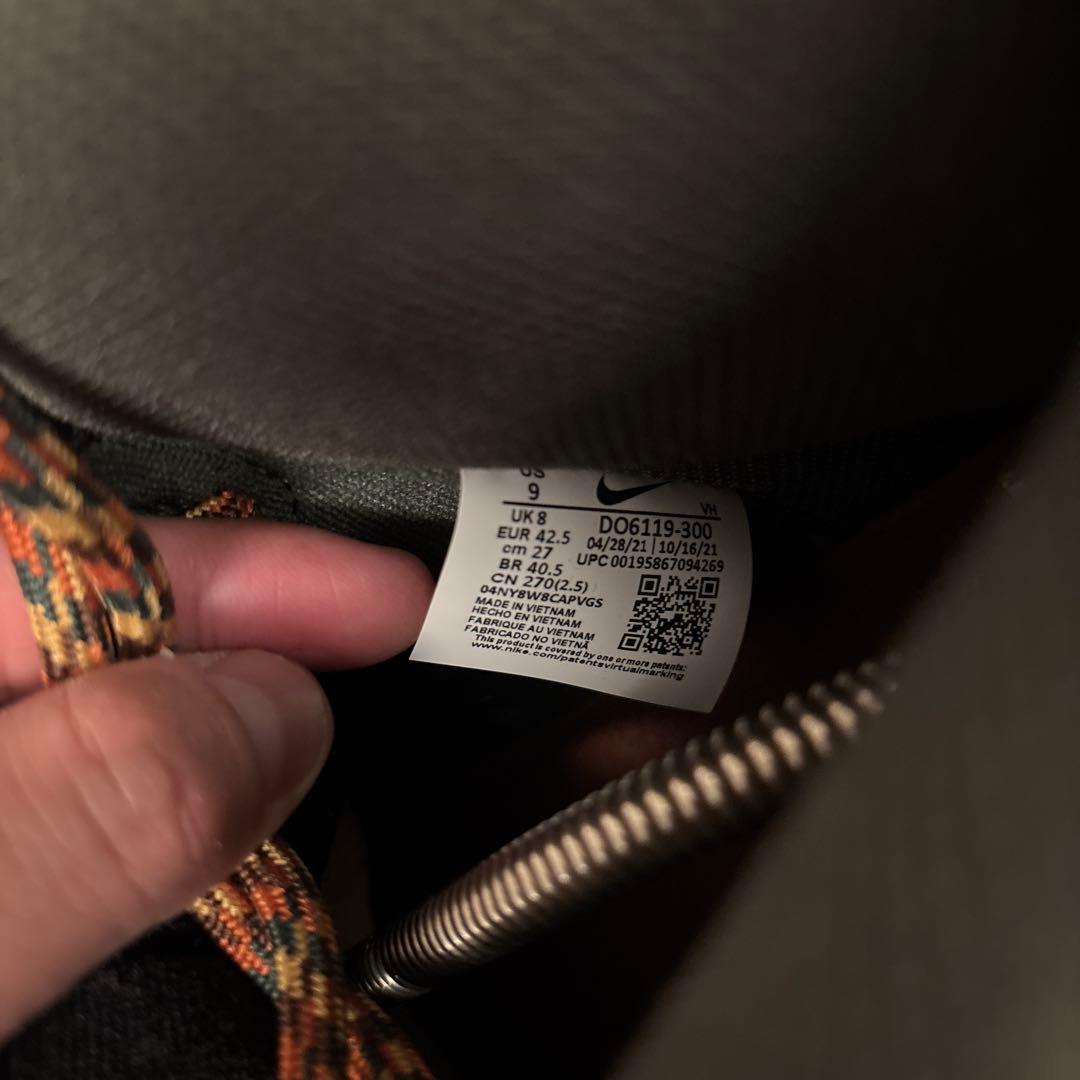 US
9
VH
UK 8
DO6119-300
EUR 42.5
04/28/21 | 10/16/21
cm 27
UPC 00195867094269
BR 40.5
CN 270(2.5)
04NY8W8CAPVGS
MADE IN VIETNAM
HECHO EN VIETNAM
FABRIQUE AU VIETNAM
FABRICADO NO VIETNÃ
This product is covered by one or more patents:
www.nike.com/patentsvirtualmarking